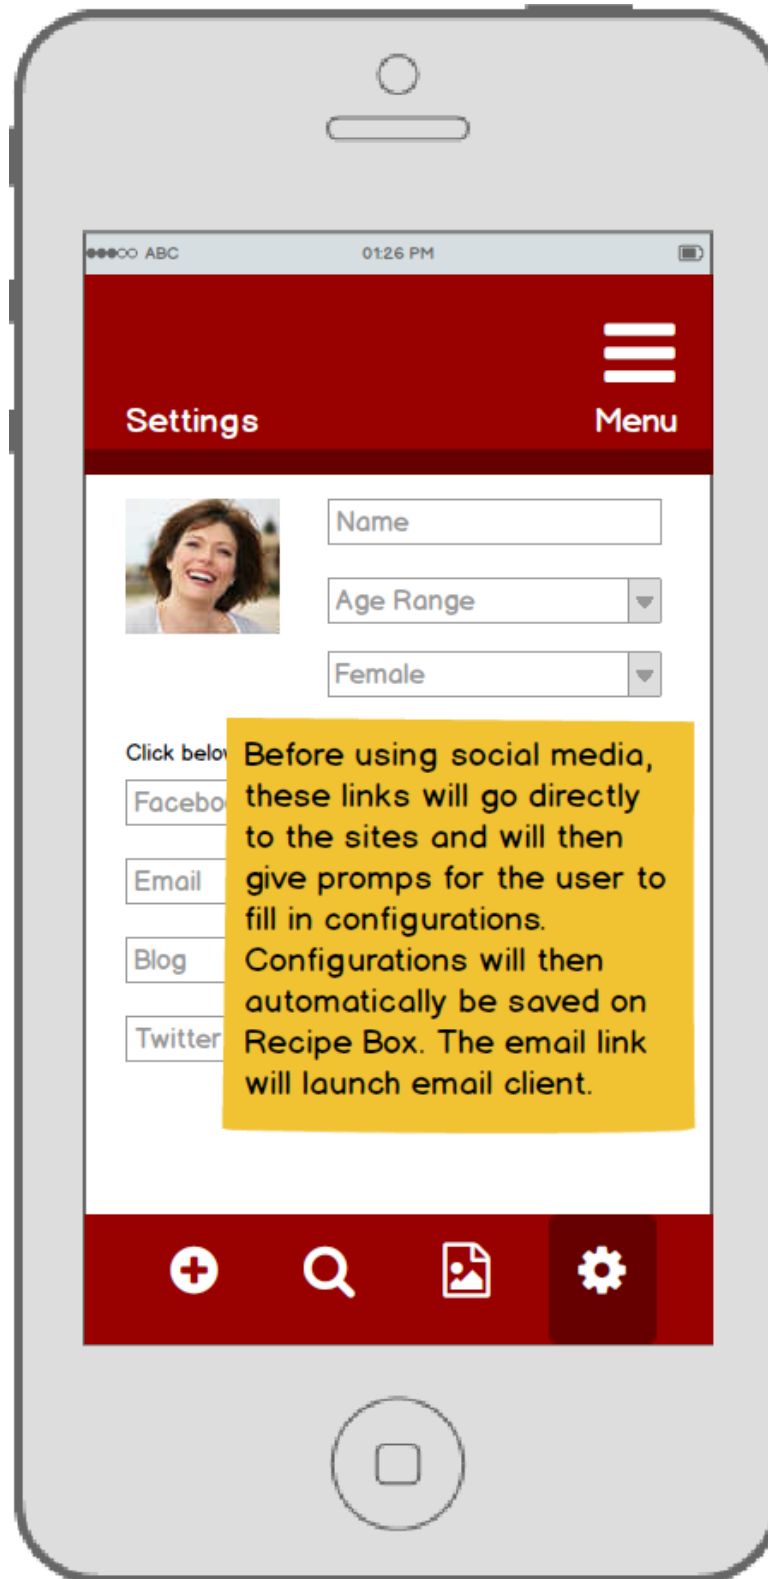 ABC 01:26 PM
Settings Menu
Name
Age Range
Female
Click
Before using social media,
these links will go directly
to the sites and will then
give promps for the user to
fill in configurations.
Configurations will then
automatically be saved on
Recipe Box. The email link
will launch email client.
Email
Blog
Twitter